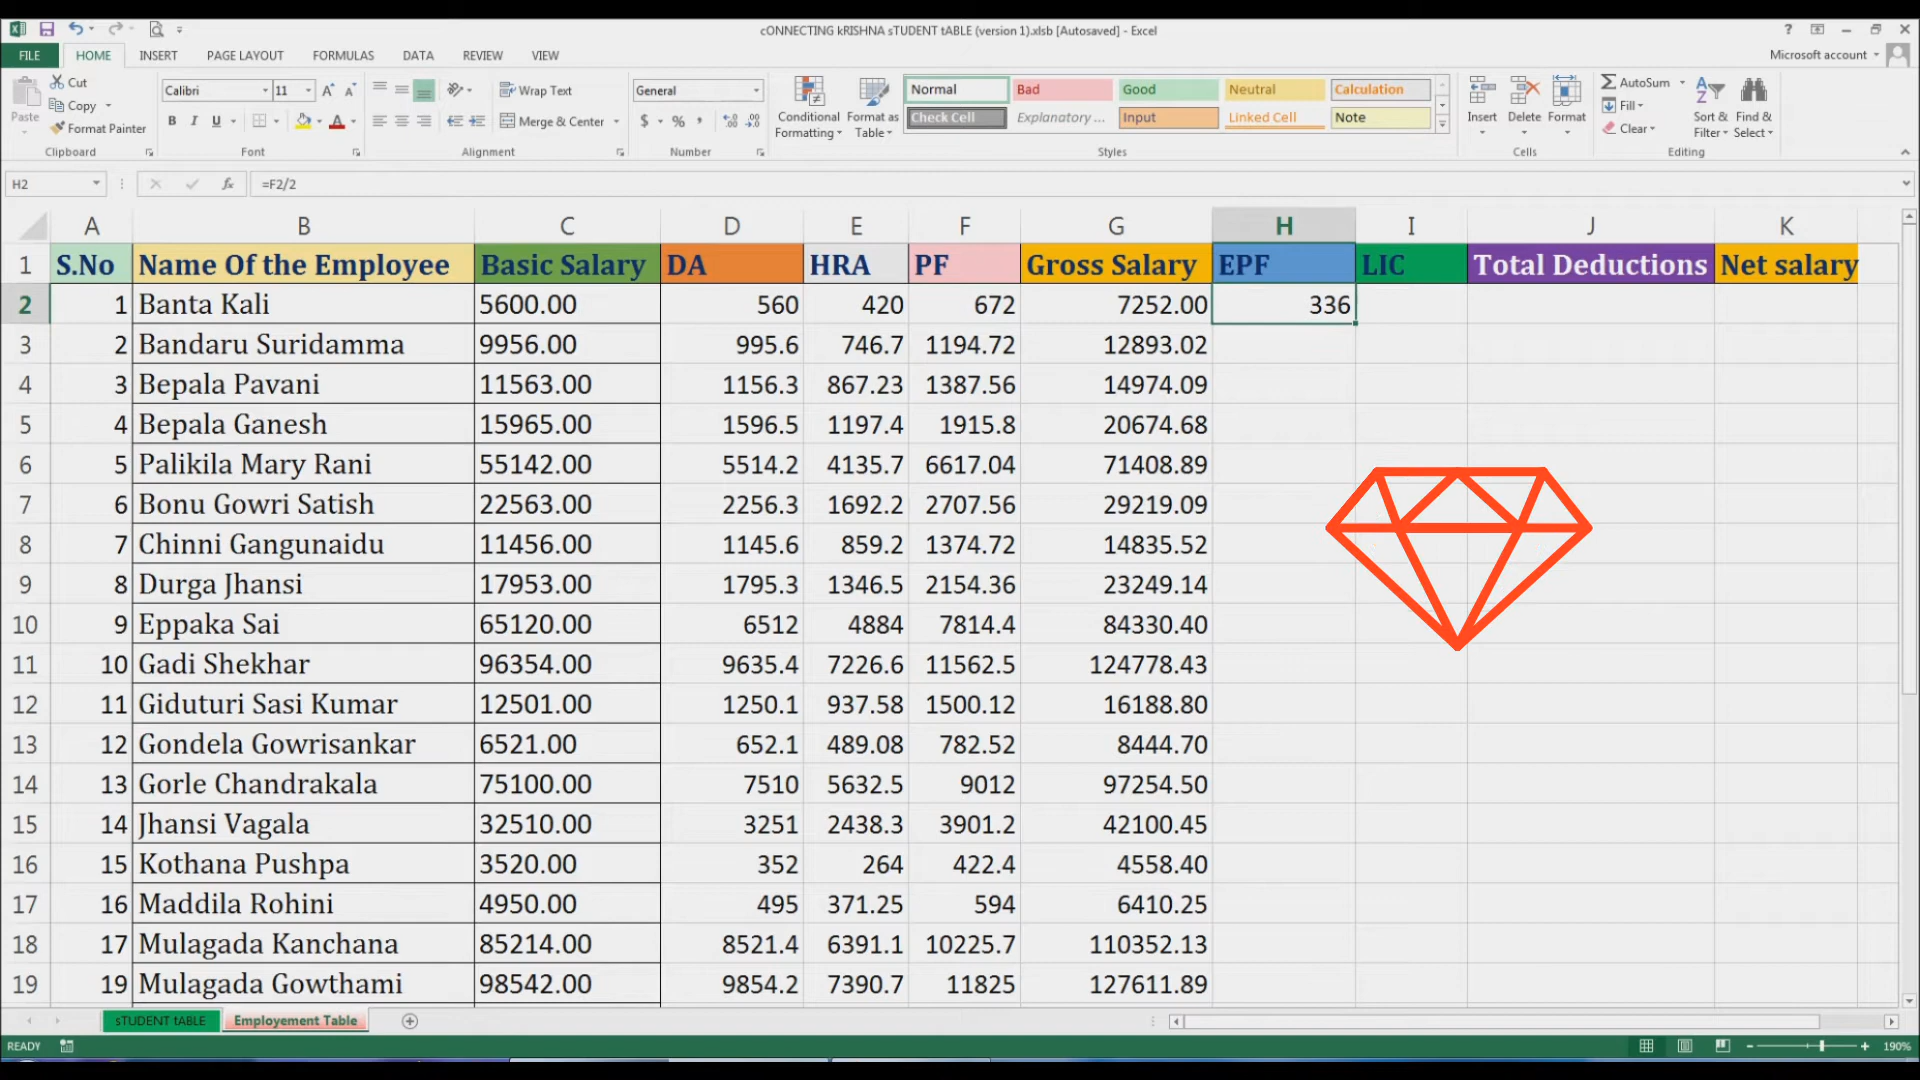 cONNECTING kRISHNA sTUDENT tABLE (version 1).xlsb [Autosaved] - Excel
FILE HOME INSERT PAGE LAYOUT FORMULAS DATA REVIEW VIEW Microsoft account
Paste Cut Copy Format Painter Clipboard
Calibri 11 B I U Font
Wrap Text Merge & Center Alignment
General $ % Number
Conditional Formatting Format as Table
Normal Bad Good Neutral Calculation
Check Cell Explanatory ... Input Linked Cell Note
Styles
Insert Delete Format Cells
AutoSum Fill Clear Sort & Filter Find & Select Editing
H2 fx =F2/2
A B C D E F G H I J K
1 S.No Name Of the Employee Basic Salary DA HRA PF Gross Salary EPF LIC Total Deductions Net salary
2 1 Banta Kali 5600.00 560 420 672 7252.00 336
3 2 Bandaru Suridamma 9956.00 995.6 746.7 1194.72 12893.02
4 3 Bepala Pavani 11563.00 1156.3 867.23 1387.56 14974.09
5 4 Bepala Ganesh 15965.00 1596.5 1197.4 1915.8 20674.68
6 5 Palikila Mary Rani 55142.00 5514.2 4135.7 6617.04 71408.89
7 6 Bonu Gowri Satish 22563.00 2256.3 1692.2 2707.56 29219.09
8 7 Chinni Gangunaidu 11456.00 1145.6 859.2 1374.72 14835.52
9 8 Durga Jhansi 17953.00 1795.3 1346.5 2154.36 23249.14
10 9 Eppaka Sai 65120.00 6512 4884 7814.4 84330.40
11 10 Gadi Shekhar 96354.00 9635.4 7226.6 11562.5 124778.43
12 11 Giduturi Sasi Kumar 12501.00 1250.1 937.58 1500.12 16188.80
13 12 Gondela Gowrisankar 6521.00 652.1 489.08 782.52 8444.70
14 13 Gorle Chandrakala 75100.00 7510 5632.5 9012 97254.50
15 14 Jhansi Vagala 32510.00 3251 2438.3 3901.2 42100.45
16 15 Kothana Pushpa 3520.00 352 264 422.4 4558.40
17 16 Maddila Rohini 4950.00 495 371.25 594 6410.25
18 17 Mulagada Kanchana 85214.00 8521.4 6391.1 10225.7 110352.13
19 19 Mulagada Gowthami 98542.00 9854.2 7390.7 11825 127611.89
sTUDENT tABLE Employement Table
READY 190%